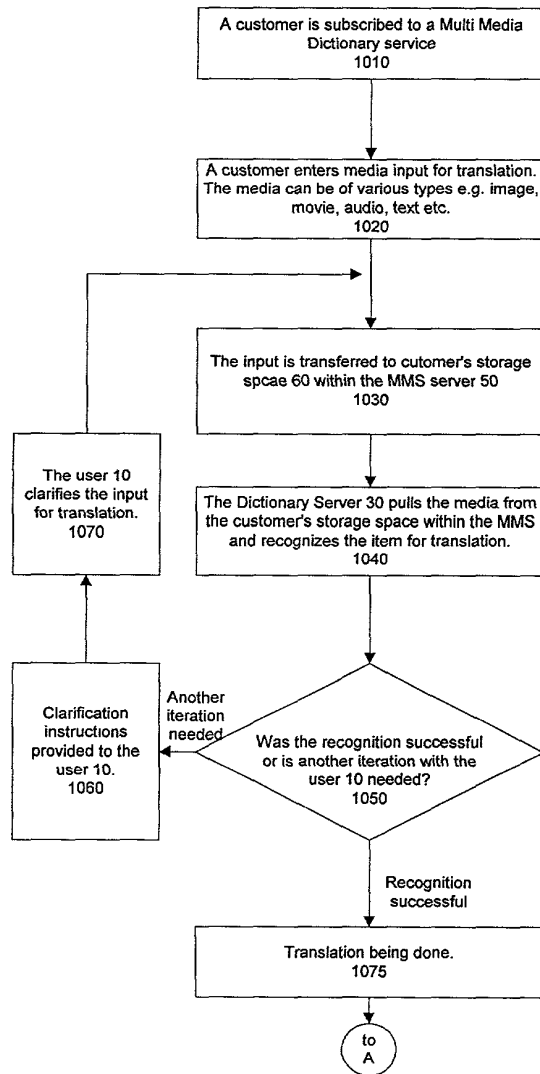 A customer is subscribed to a Multi Media
Dictionary service
1010
A customer enters media input for translation.
The media can be of various types e.g. image,
movie, audio, text etc.
1020
The input is transferred to cutomer's storage
spcae 60 within the MMS server 50
1030
The user 10
clarifies the input
for translation.
1070
The Dictionary Server 30 pulls the media from
the customer's storage space within the MMS
and recognizes the item for translation.
1040
Another
iteration
needed
Clarification
instructions
provided to the
user 10.
1060
Was the recognition successful
or is another iteration with the
user 10 needed?
1050
Recognition
successful
Translation being done.
1075
to
A